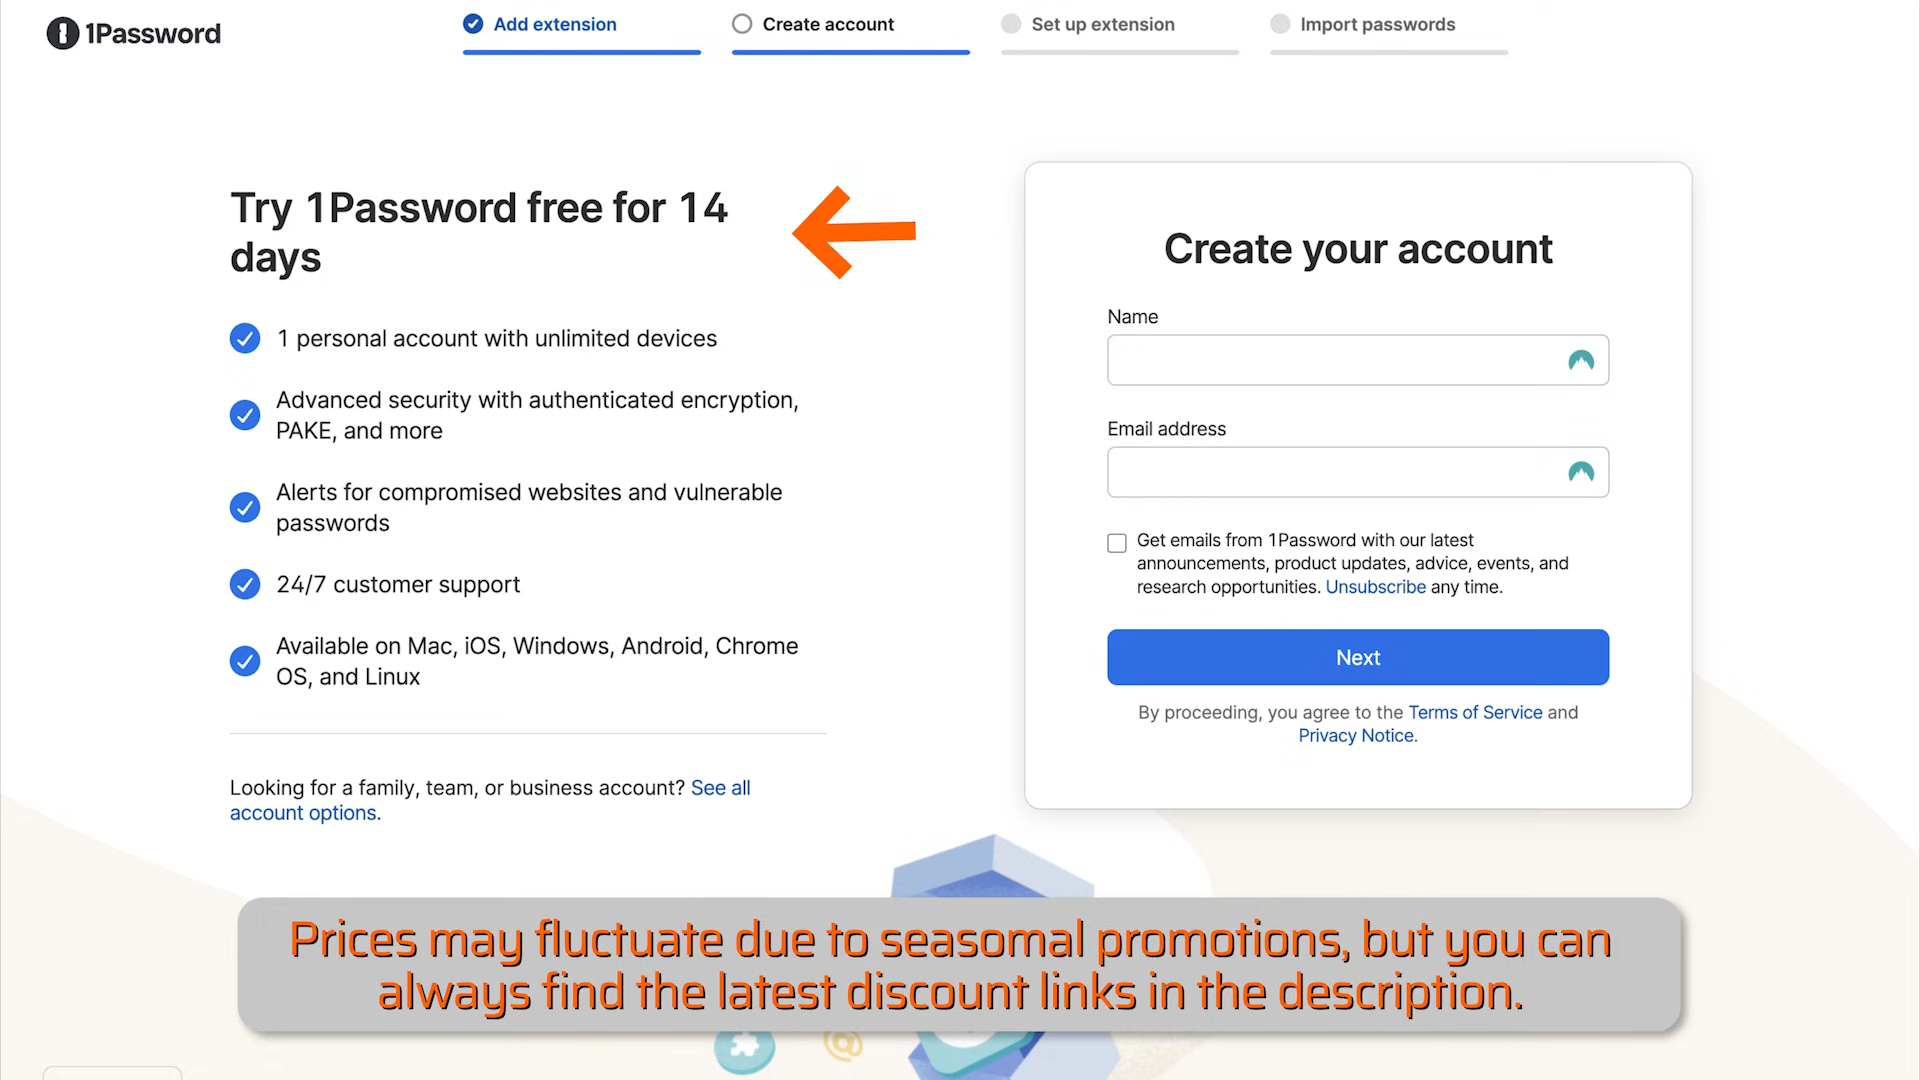 1Password
Add extension
Create account
Set up extension
Import passwords
Try 1Password free for 14
days
1 personal account with unlimited devices
Advanced security with authenticated encryption,
PAKE, and more
Alerts for compromised websites and vulnerable
passwords
24/7 customer support
Available on Mac, iOS, Windows, Android, Chrome
OS, and Linux
Looking for a family, team, or business account? See all
account options.
Create your account
Name
Email address
Get emails from 1Password with our latest
announcements, product updates, advice, events, and
research opportunities. Unsubscribe any time.
Next
By proceeding, you agree to the Terms of Service and
Privacy Notice.
Prices may fluctuate due to seasomal promotions, but you can
always find the latest discount links in the description.
@